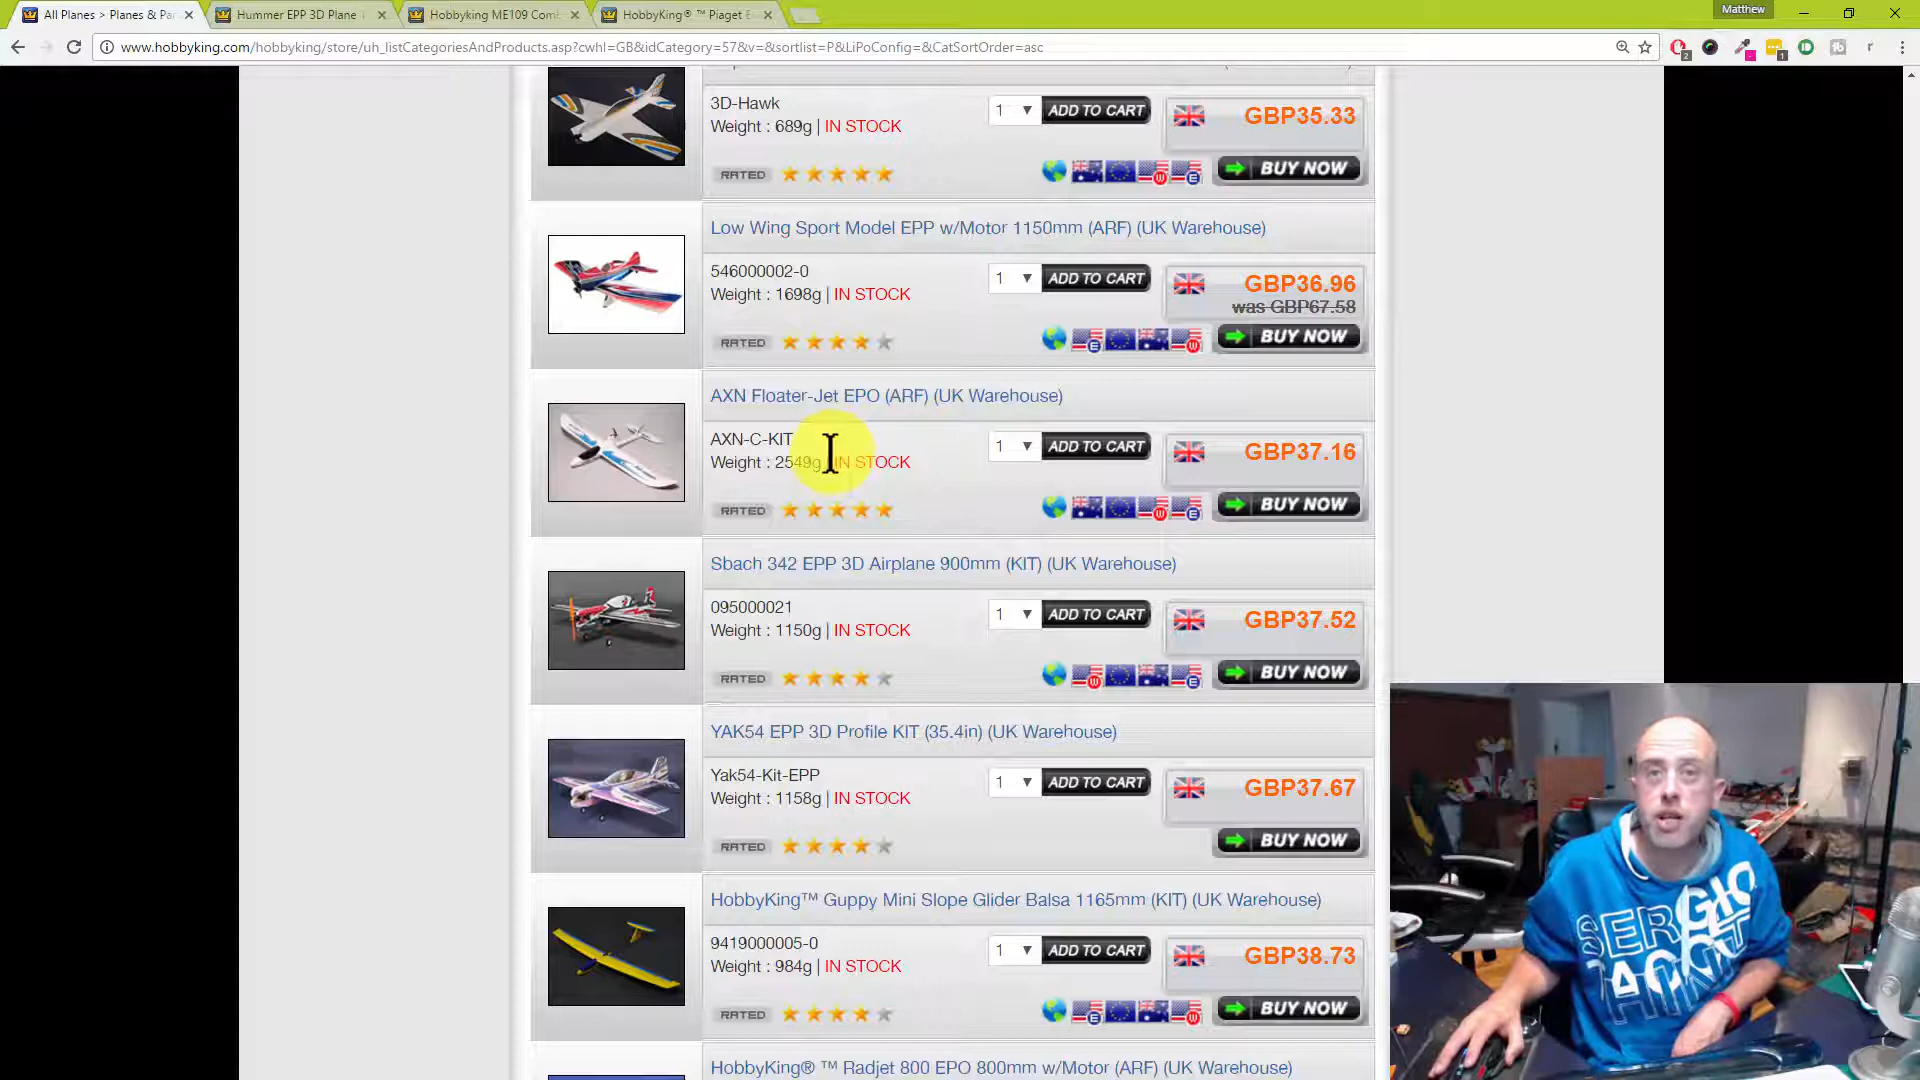 All Planes > Planes & Pa
Hummer EPP 3D Plane
Hobbyking ME109 Com
HobbyKing® ™ Piaget E
Matthew
www.hobbyking.com/hobbyking/store/uh_listCategoriesAndProducts.asp?cwhl=GB&idCategory=57&v=&sortlist=P&LiPoConfig=&CatSortOrder=asc
3D-Hawk
Weight : 689g | IN STOCK
1 ADD TO CART
GBP35.33
RATED
BUY NOW
Low Wing Sport Model EPP w/Motor 1150mm (ARF) (UK Warehouse)
546000002-0
Weight : 1698g | IN STOCK
1 ADD TO CART
GBP36.96
was GBP67.58
RATED
BUY NOW
AXN Floater-Jet EPO (ARF) (UK Warehouse)
AXN-C-KIT
Weight : 2549g | IN STOCK
1 ADD TO CART
GBP37.16
RATED
BUY NOW
Sbach 342 EPP 3D Airplane 900mm (KIT) (UK Warehouse)
095000021
Weight : 1150g | IN STOCK
1 ADD TO CART
GBP37.52
RATED
BUY NOW
YAK54 EPP 3D Profile KIT (35.4in) (UK Warehouse)
Yak54-Kit-EPP
Weight : 1158g | IN STOCK
1 ADD TO CART
GBP37.67
RATED
BUY NOW
HobbyKing™ Guppy Mini Slope Glider Balsa 1165mm (KIT) (UK Warehouse)
9419000005-0
Weight : 984g | IN STOCK
1 ADD TO CART
GBP38.73
RATED
BUY NOW
HobbyKing® ™ Radjet 800 EPO 800mm w/Motor (ARF) (UK Warehouse)